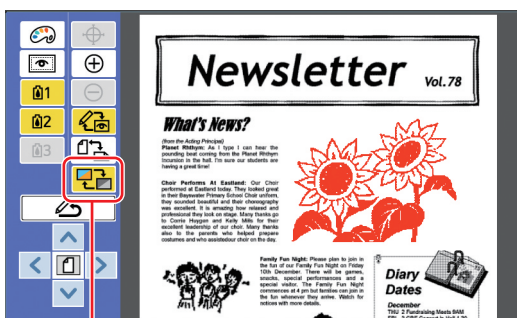 1
2
3
Newsletter Vol. 78
What's News?
(from the Acting Principal)
Planet Rhthym: As I type I can hear the
pounding beat coming from the Planet Rhthym
Incursion in the hall. I'm sure our students are
having a great time!
Choir Performs At Eastland: Our Choir
performed at Eastland today. They looked great
in their Bayswater Primary School Choir uniform,
they sounded beautiful and their choreography
was excellent. It is amazing how relaxed and
professional they look on stage. Many thanks go
to Corrie Huygen and Kelly Mills for their
excellent leadership of our choir. Many thanks
also to the parents who helped prepare
costumes and who assistedour choir on the day.
Family Fun Night: Please plan to join in
the fun of our Family Fun Night on Friday
10th December. There will be games,
snacks, special performances and a
special visitor. The Family Fun Night
commences at 4 pm but families can join in
the fun whenever they arrive. Watch for
notices with more details.
Diary
Dates
December
THU 2 Fundraising Meets 9AM